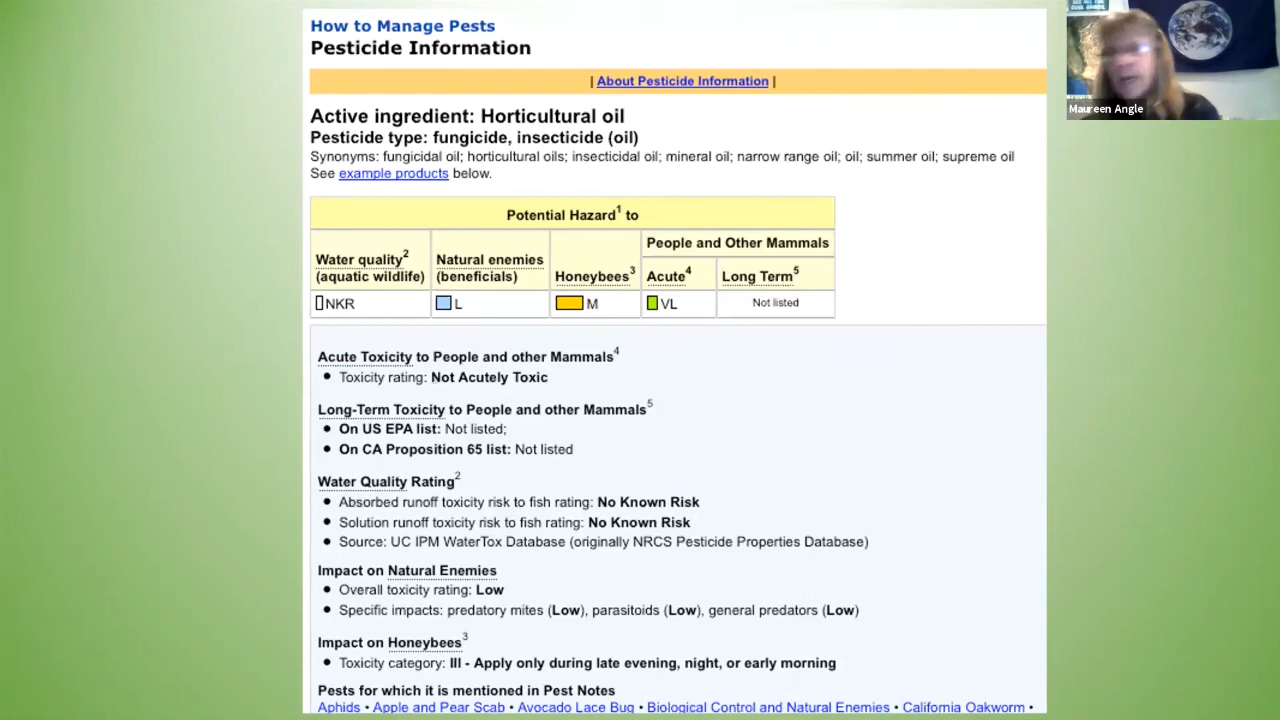 How to Manage Pests
Pesticide Information
| About Pesticide Information |
Active ingredient: Horticultural oil
Pesticide type: fungicide, insecticide (oil)
Synonyms: fungicidal oil; horticultural oils; insecticidal oil; mineral oil; narrow range oil; oil; summer oil; supreme oil
See example products below.
Potential Hazard1 to
People and Other Mammals
Water quality2
(aquatic wildlife)
Natural enemies
(beneficials)
Honeybees3
Acute4
Long Term5
NKR
L
M
VL
Not listed
Acute Toxicity to People and other Mammals4
• Toxicity rating: Not Acutely Toxic
Long-Term Toxicity to People and other Mammals5
• On US EPA list: Not listed;
• On CA Proposition 65 list: Not listed
Water Quality Rating2
• Absorbed runoff toxicity risk to fish rating: No Known Risk
• Solution runoff toxicity risk to fish rating: No Known Risk
• Source: UC IPM WaterTox Database (originally NRCS Pesticide Properties Database)
Impact on Natural Enemies
• Overall toxicity rating: Low
• Specific impacts: predatory mites (Low), parasitoids (Low), general predators (Low)
Impact on Honeybees3
• Toxicity category: III - Apply only during late evening, night, or early morning
Pests for which it is mentioned in Pest Notes
Aphids • Apple and Pear Scab • Avocado Lace Bug • Biological Control and Natural Enemies • California Oakworm •
Maureen Angle